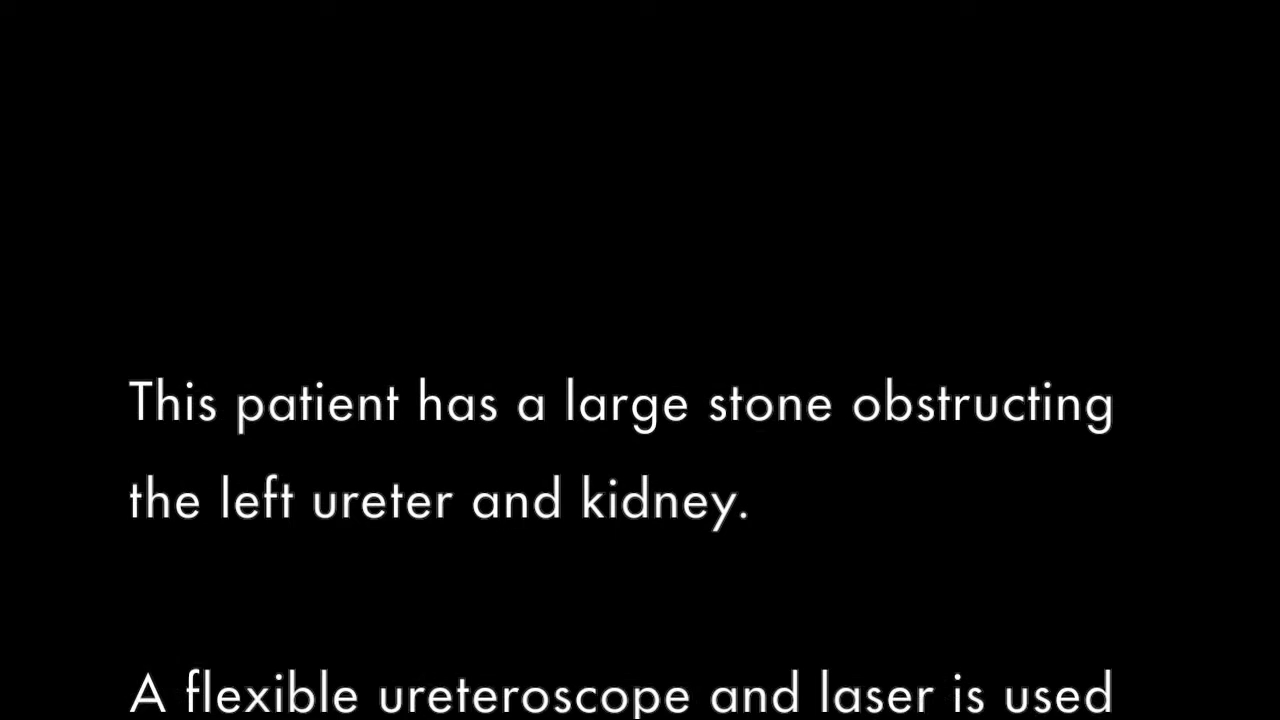 This patient has a large stone obstructing
the left ureter and kidney.
A flexible ureteroscope and laser is used